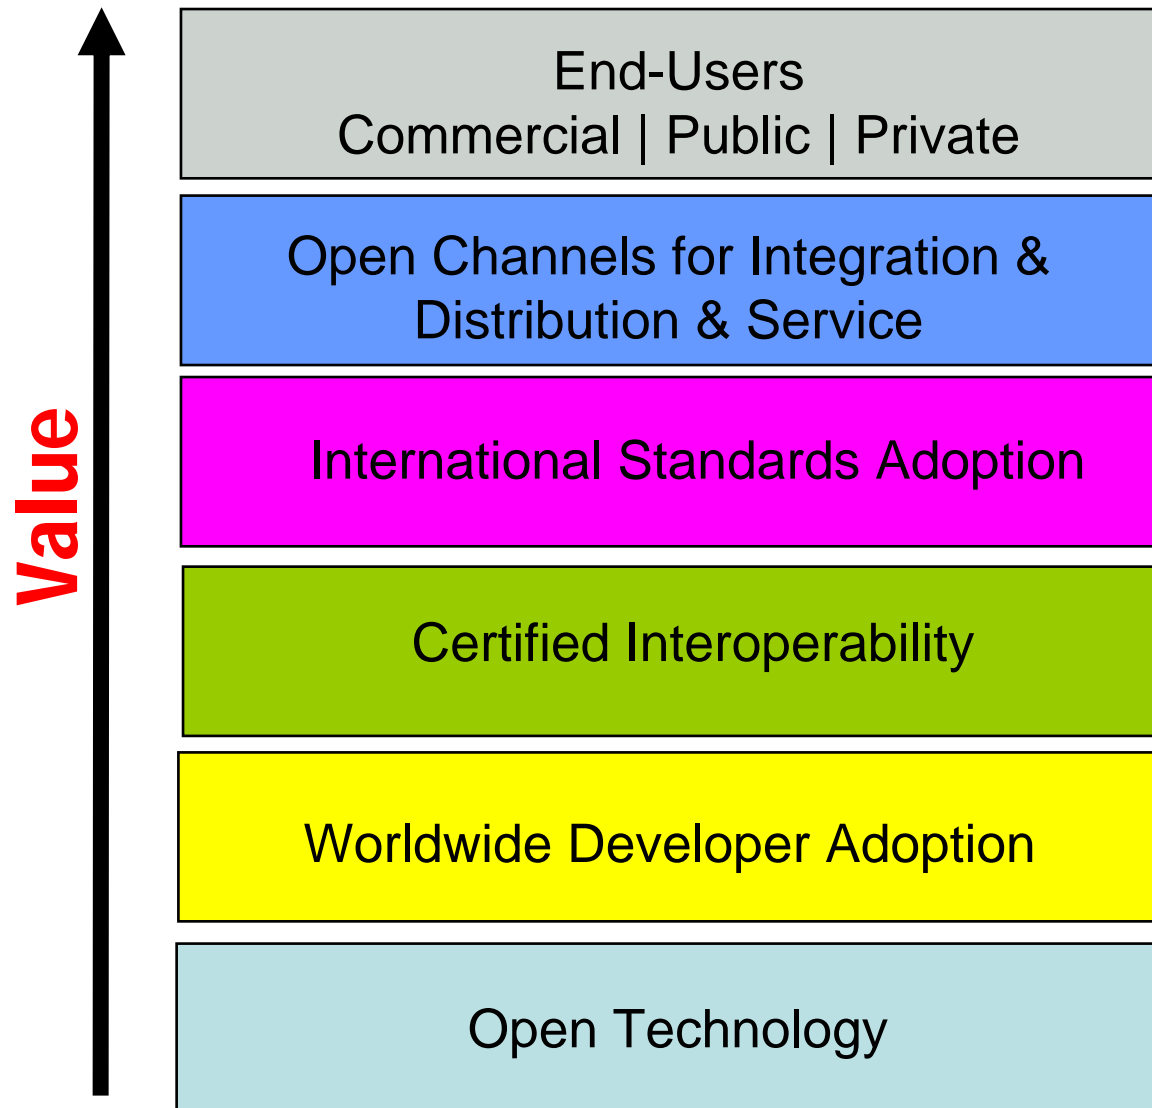 End-Users
Commercial | Public | Private
Open Channels for Integration &
Distribution & Service
International Standards Adoption
Value
Certified Interoperability
Worldwide Developer Adoption
Open Technology